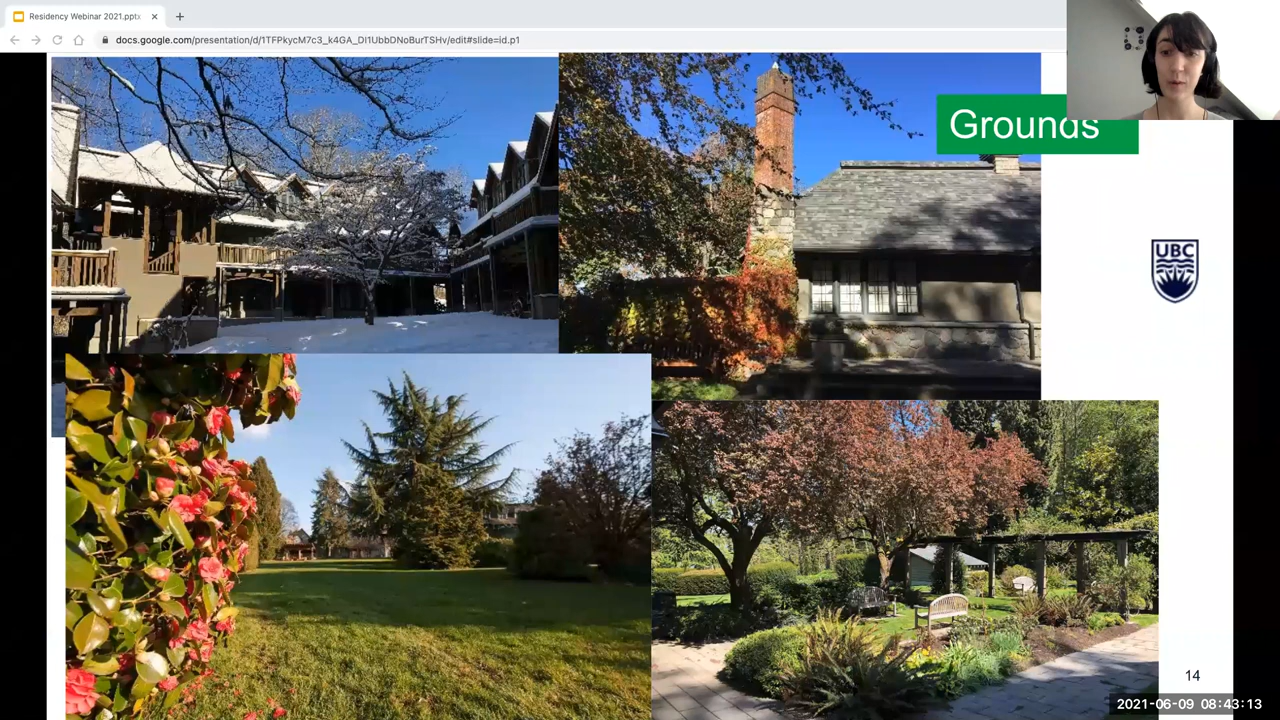 Residency Webinar 2021.pptx
docs.google.com/presentation/d/1TFPkycM7c3_k4GA_DI1UbbDNoBurTSHv/edit#slide=id.p1
Grounds
UBC
14
2021-06-09 08:43:13